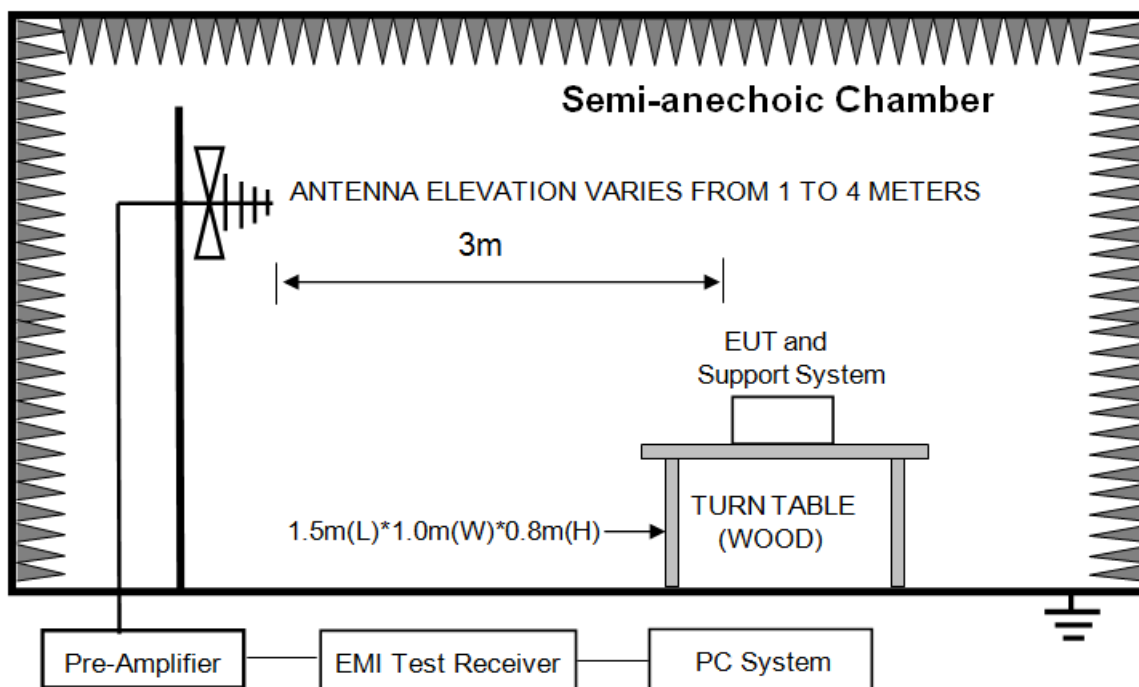 Semi-anechoic Chamber
ANTENNA ELEVATION VARIES FROM 1 TO 4 METERS
3m
EUT and
Support System
1.5m(L)*1.0m(W)*0.8m(H)
TURN TABLE
(WOOD)
Pre-Amplifier
EMI Test Receiver
PC System